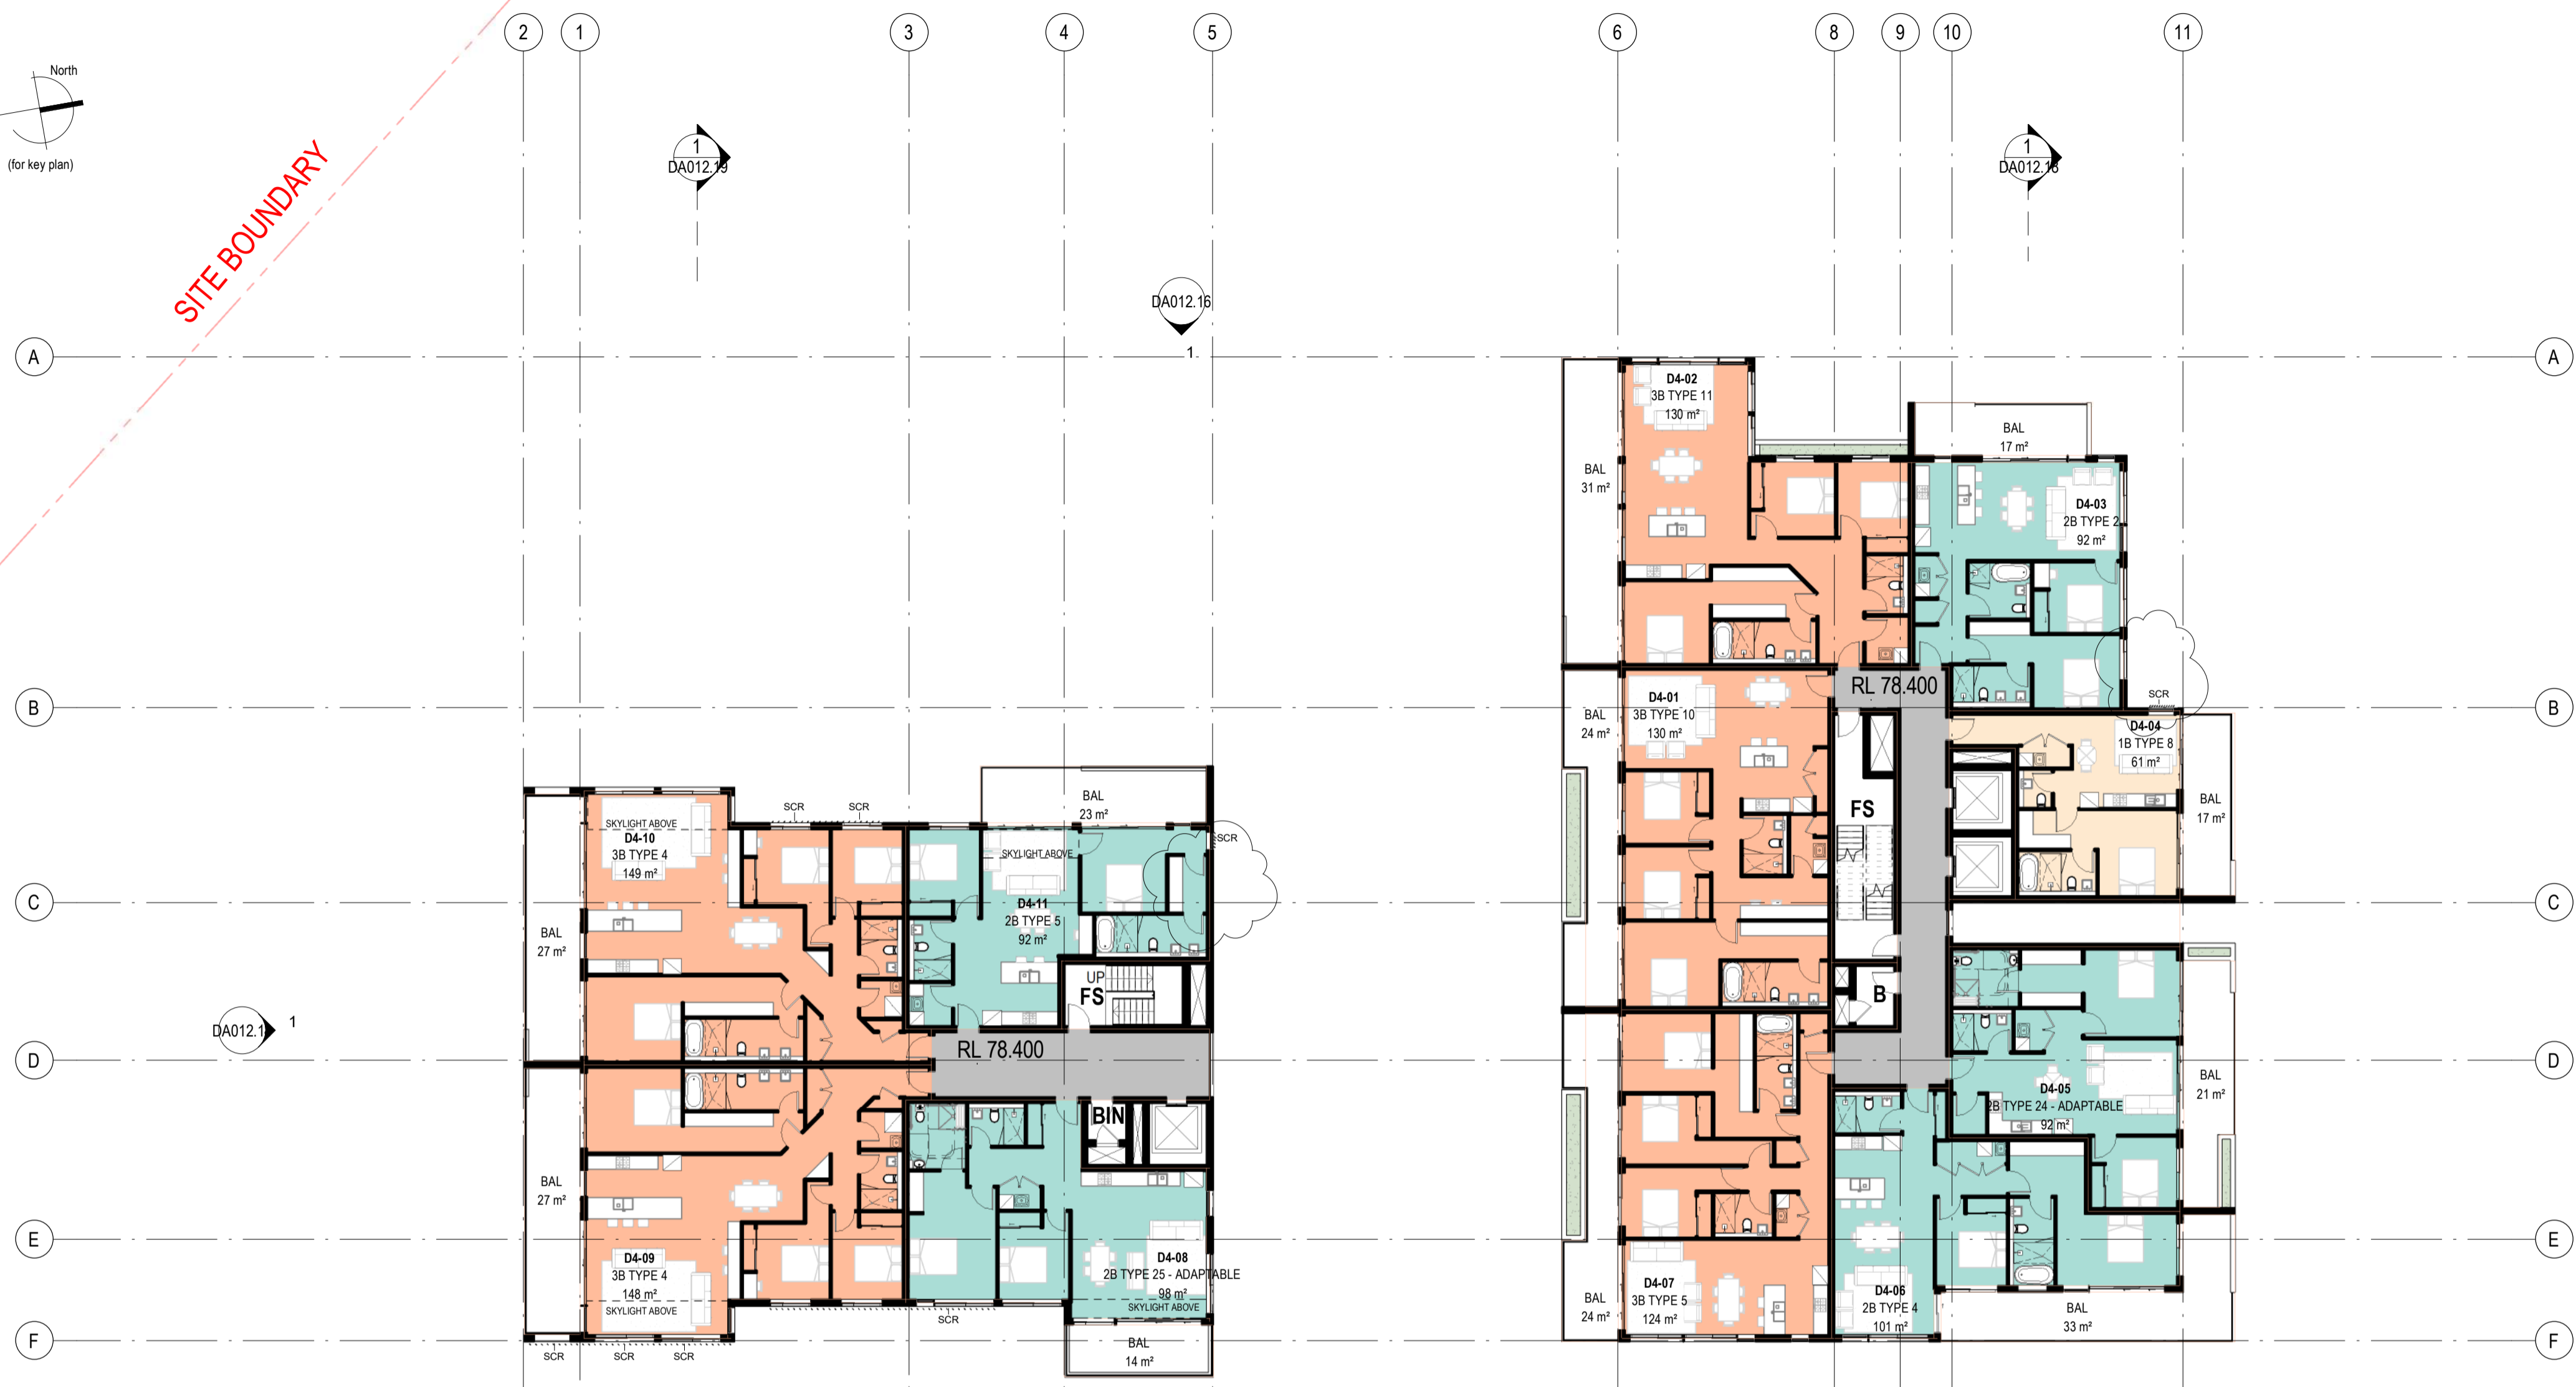 2
1
3
4
5
6
8
9
10
11
North
(for key plan)
SITE BOUNDARY
1
DA012.19
1
DA012.18
DA012.16
1
A
A
D4-02
3B TYPE 11
130 m²
BAL
31 m²
BAL
17 m²
D4-03
2B TYPE 2
92 m²
B
B
RL 78.400
SCR
D4-01
3B TYPE 10
130 m²
BAL
24 m²
D4-04
1B TYPE 8
61 m²
BAL
17 m²
FS
BAL
23 m²
SCR
SCR
SKYLIGHT ABOVE
D4-10
3B TYPE 4
149 m²
SKYLIGHT ABOVE
SCR
C
C
D4-11
2B TYPE 5
92 m²
BAL
27 m²
UP
FS
B
DA012.1
1
D
D
RL 78.400
BIN
D4-05
2B TYPE 24 - ADAPTABLE
92 m²
BAL
21 m²
BAL
27 m²
E
E
D4-09
3B TYPE 4
148 m²
SKYLIGHT ABOVE
D4-08
2B TYPE 25 - ADAPTABLE
98 m²
SKYLIGHT ABOVE
SCR
D4-07
3B TYPE 5
124 m²
BAL
24 m²
D4-06
2B TYPE 4
101 m²
BAL
33 m²
F
F
SCR
SCR
SCR
BAL
14 m²